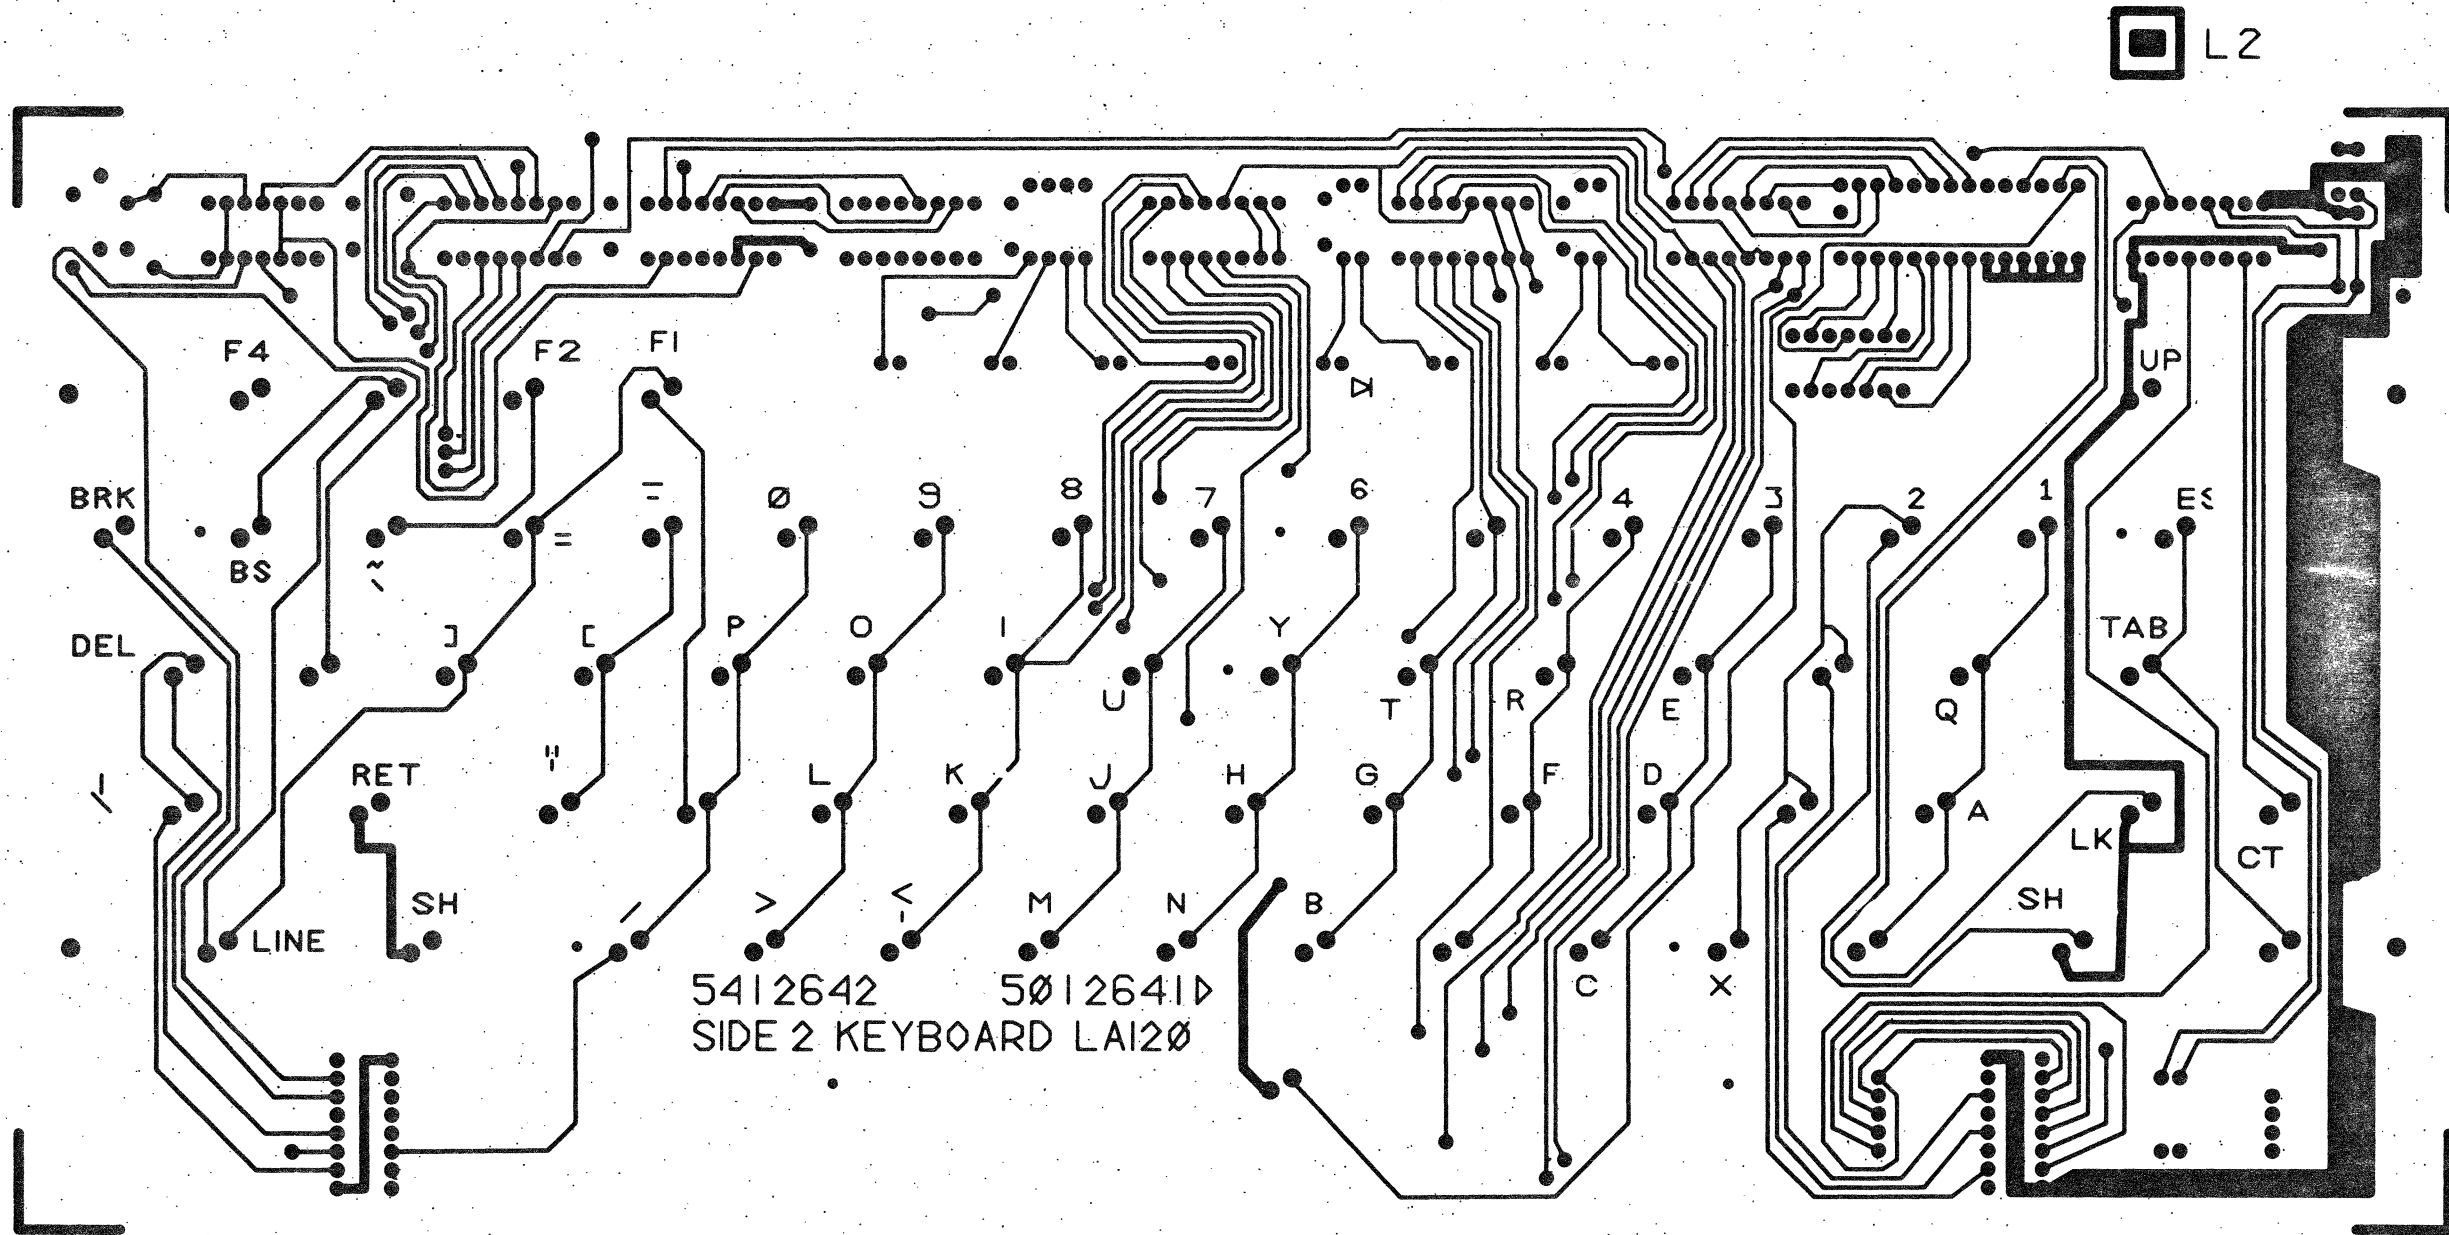 L2
F4 F2 F1 UP
BRK = Ø 9 8 7 6 4 3 2 1 ES
BS ~ \ =
DEL ] [ P O I Y TAB
U T R E Q
| \ RET " ' L K J H G F D A
LK CT
SH / > < , M N B SH
LINE
5412642 5Ø12641D C X
SIDE 2 KEYBOARD LA12Ø